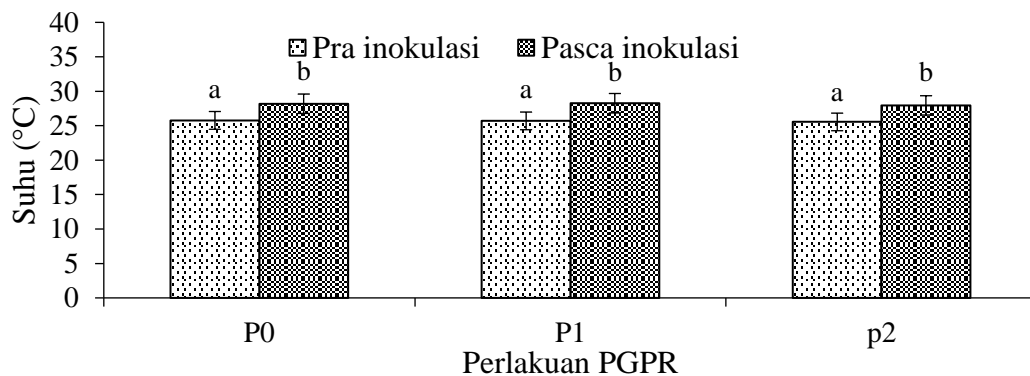 40
35
30
25
20
15
10
5
0
Suhu (°C)
Pra inokulasi Pasca inokulasi
a b a b a b
P0 P1 p2
Perlakuan PGPR